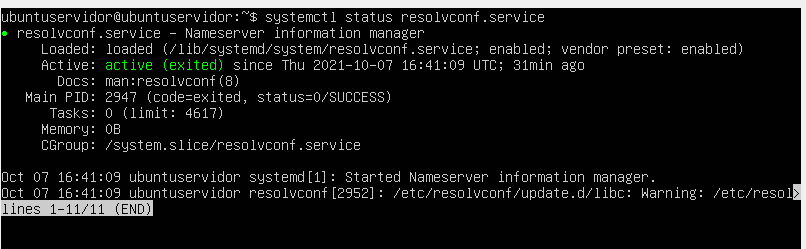 ubuntuservidor@ubuntuservidor:~$ systemctl status resolvconf.service
● resolvconf.service - Nameserver information manager
Loaded: loaded (/lib/systemd/system/resolvconf.service; enabled; vendor preset: enabled)
Active: active (exited) since Thu 2021-10-07 16:41:09 UTC; 31min ago
Docs: man:resolvconf(8)
Main PID: 2947 (code=exited, status=0/SUCCESS)
Tasks: 0 (limit: 4617)
Memory: 0B
CGroup: /system.slice/resolvconf.service
Oct 07 16:41:09 ubuntuservidor systemd[1]: Started Nameserver information manager.
Oct 07 16:41:09 ubuntuservidor resolvconf[2952]: /etc/resolvconf/update.d/libc: Warning: /etc/resol>
lines 1-11/11 (END)